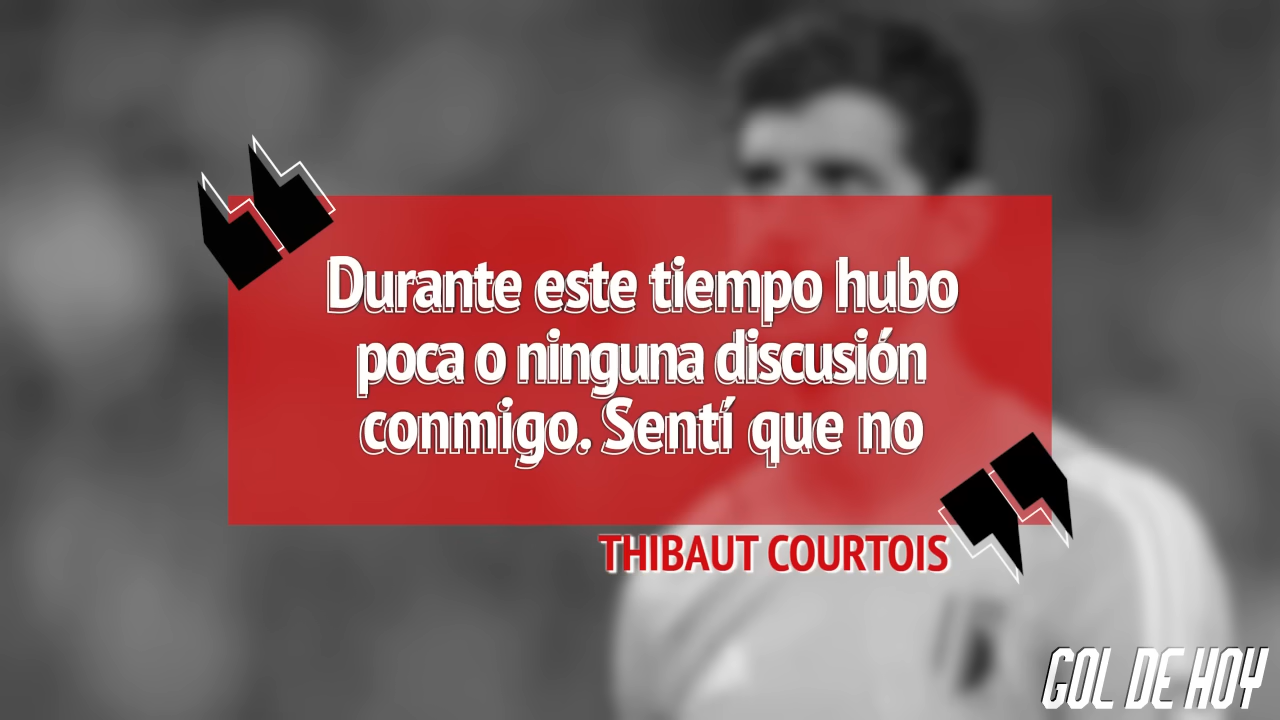 Durante este tiempo hubo
poca o ninguna discusión
conmigo. Sentí que no
THIBAUT COURTOIS
GOL DE HOY